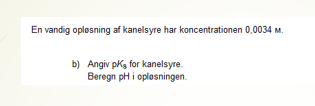 En vandig opløsning af kanelsyre har koncentrationen 0,0034 M.
b) Angiv pKs for kanelsyre.
Beregn pH i opløsningen.